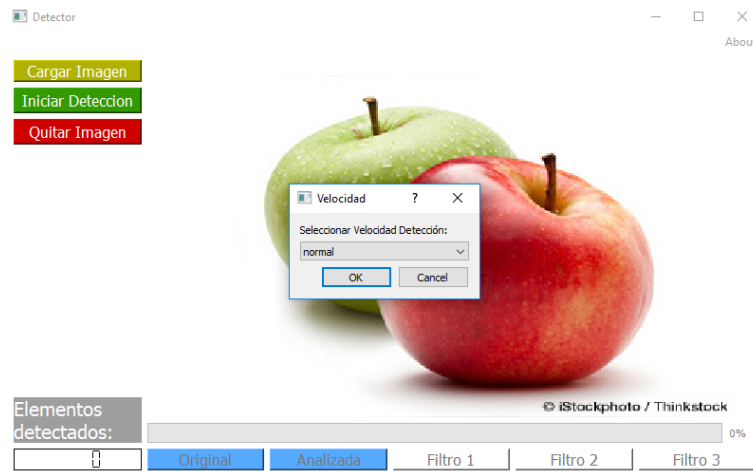 Detector
Abou
Cargar Imagen
Iniciar Deteccion
Quitar Imagen
Velocidad
?
Seleccionar Velocidad Detección:
normal
OK
Cancel
© iStockphoto / Thinkstock
Elementos
detectados:
0%
0
Original
Analizada
Filtro 1
Filtro 2
Filtro 3